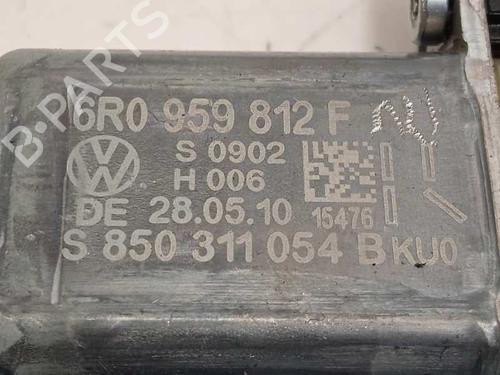 B-PARTS
6R0 959 812 F
S 0902
H 006
DE 28.05.10
15476
S 850 311 054 B KU0